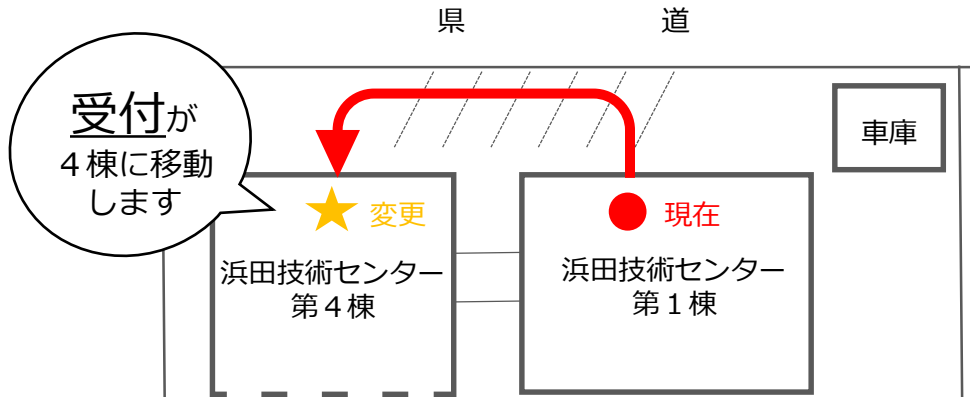 県　道
受付が
４棟に移動
します
車庫
変更
現在
浜田技術センター
第４棟
浜田技術センター
第１棟